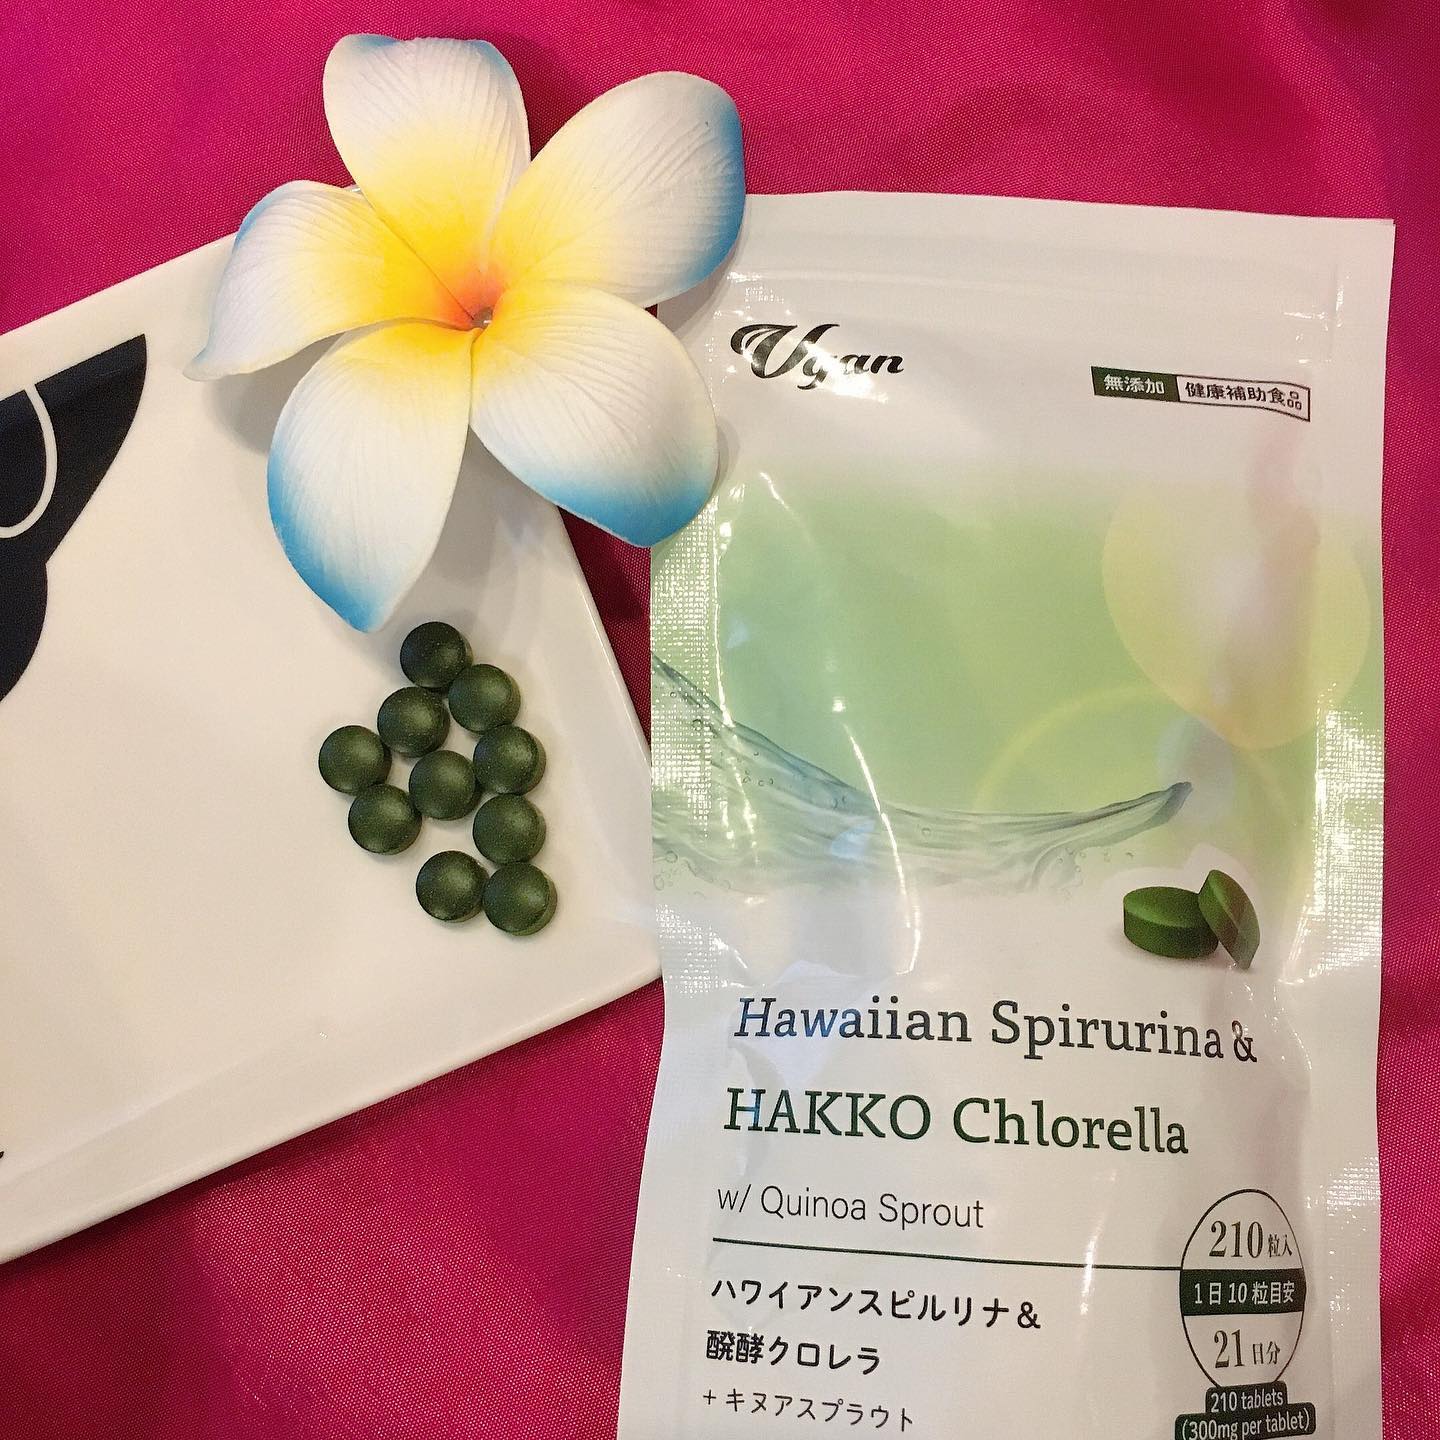 Vgan
無添加 健康補助食品
Hawaiian Spirurina &
HAKKO Chlorella
w/ Quinoa Sprout
210粒入
1日10粒目安
21日分
210 tablets
(300mg per tablet)
ハワイアンスピルリナ&
醗酵クロレラ
+キヌアスプラウト